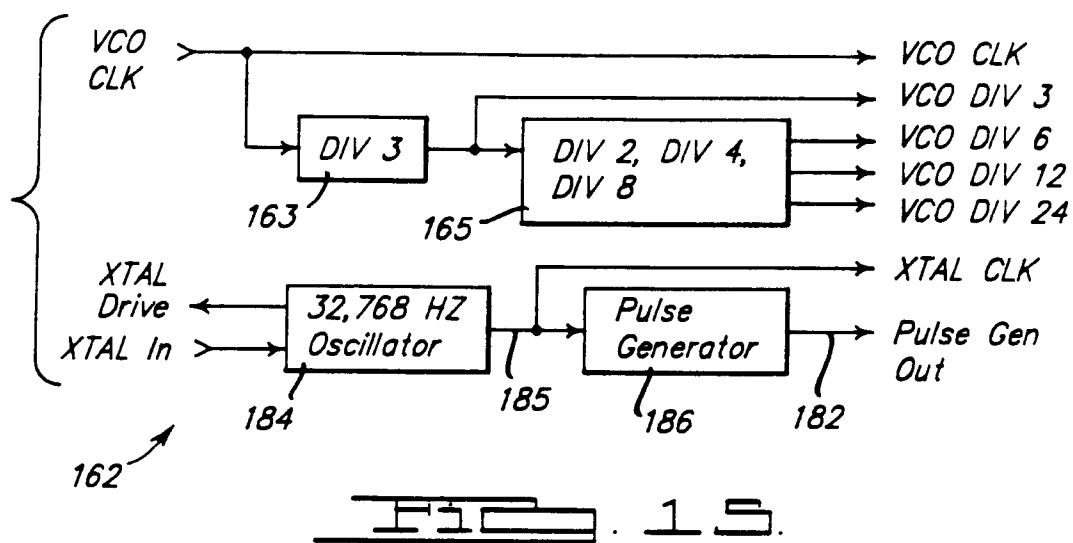 VCO
CLK
VCO CLK
VCO DIV 3
DIV 3
DIV 2, DIV 4,
DIV 8
VCO DIV 6
VCO DIV 12
VCO DIV 24
163
165
XTAL
Drive
XTAL In
32,768 HZ
Oscillator
Pulse
Generator
XTAL CLK
Pulse Gen
Out
184
185
186
182
162
FIG. 15.